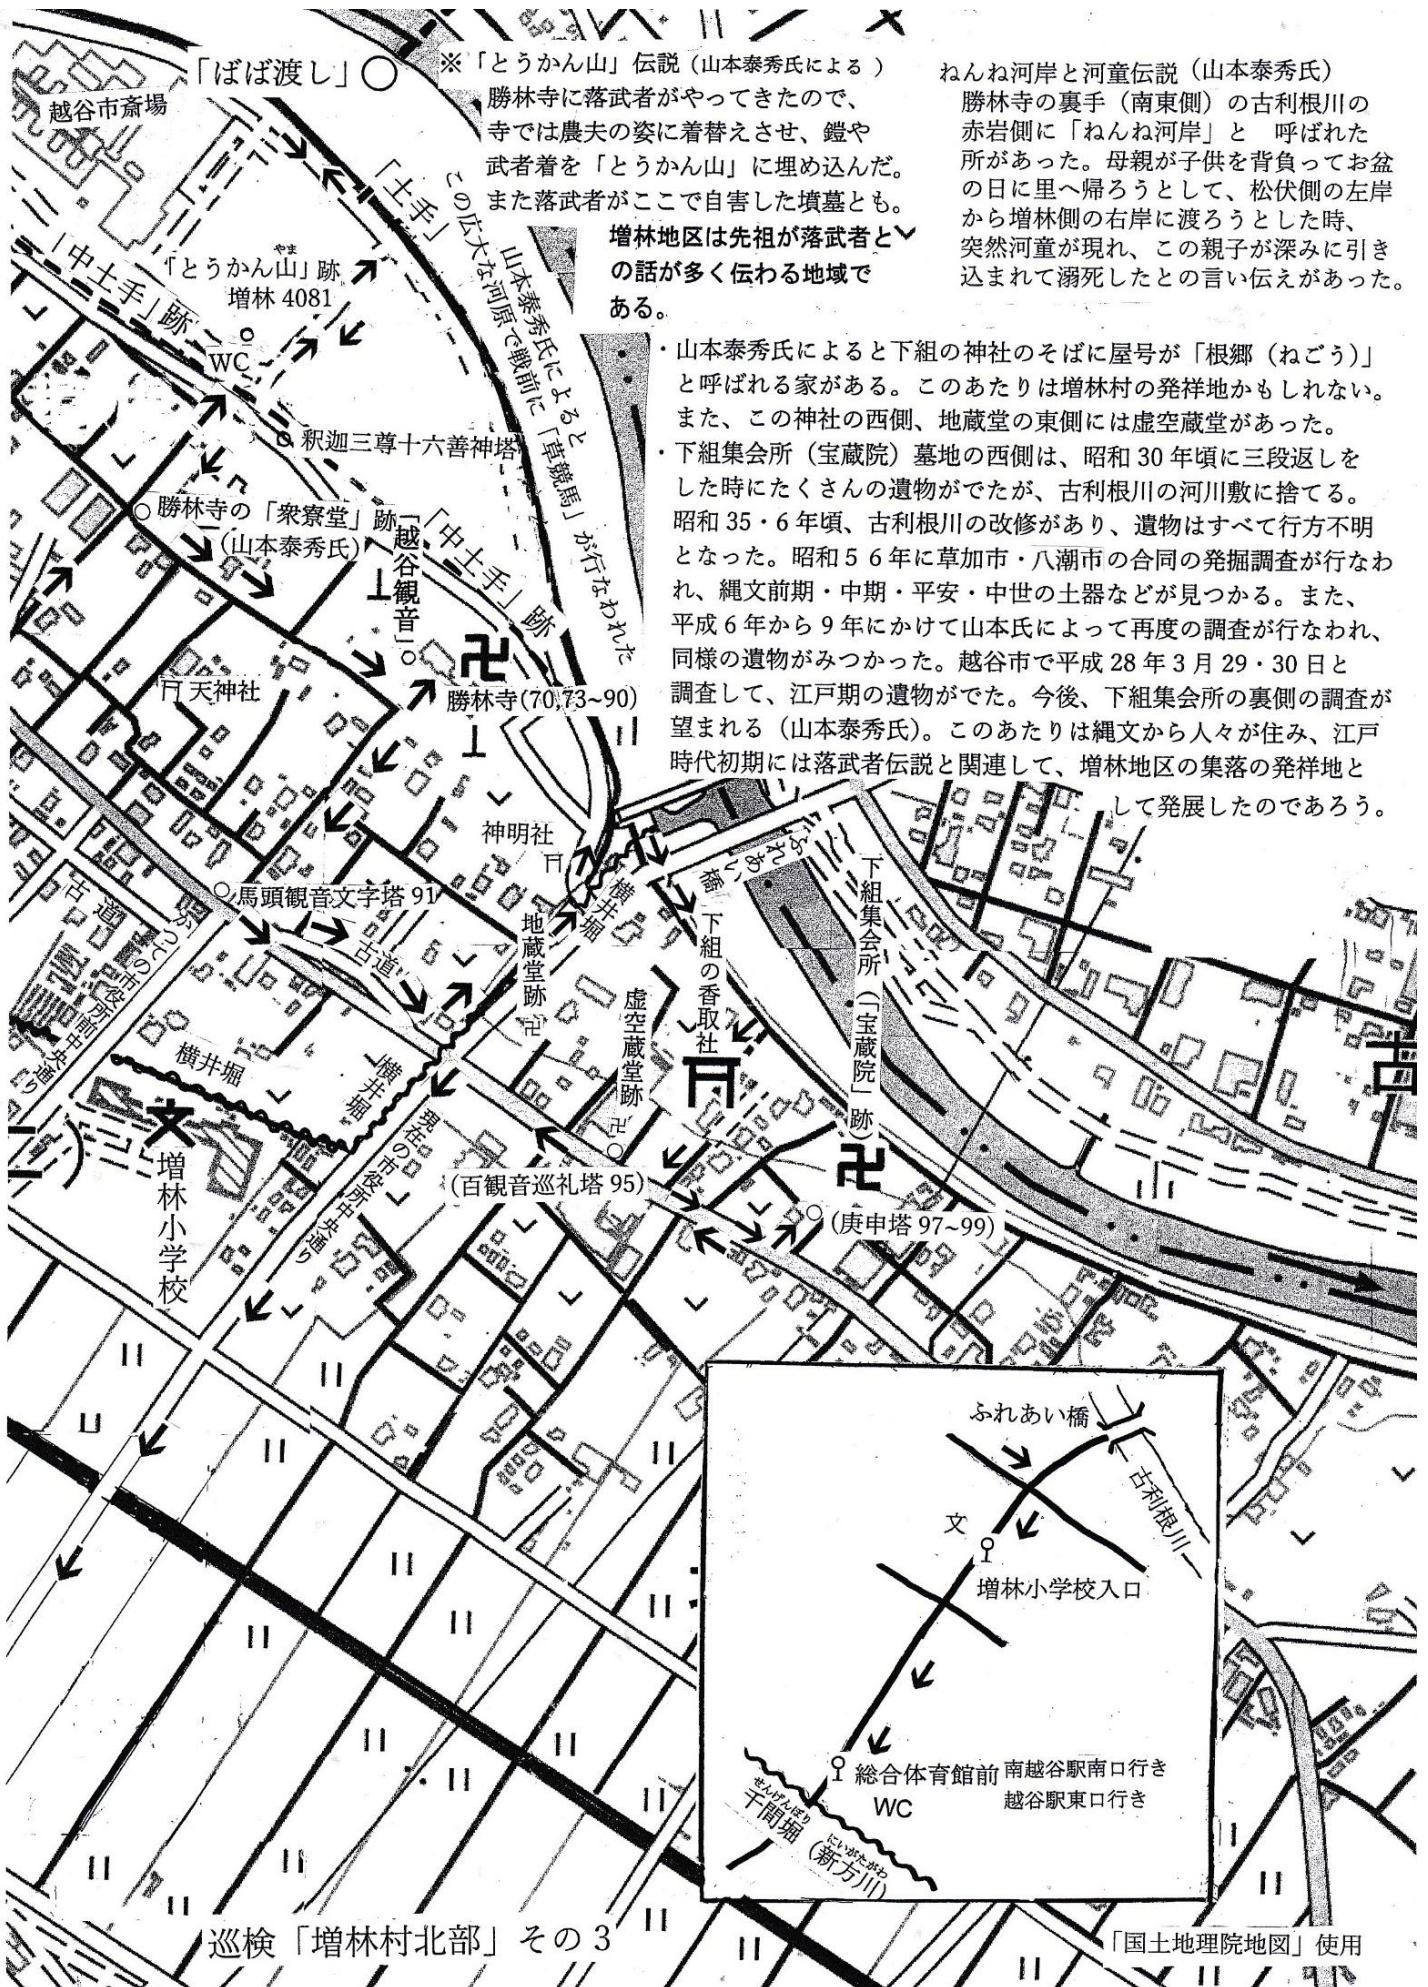 「ばば渡し」
越谷市斎場
※「とうかん山」伝説（山本泰秀氏による ）
勝林寺に落武者がやってきたので、
寺では農夫の姿に着替えさせ、鎧や
武者着を「とうかん山」に埋め込んだ。
また落武者がここで自害した墳墓とも。
増林地区は先祖が落武者と
の話が多く伝わる地域で
ある。
ねんね河岸と河童伝説（山本泰秀氏）
勝林寺の裏手（南東側）の古利根川の
赤岩側に「ねんね河岸」と 呼ばれた
所があった。母親が子供を背負ってお盆
の日に里へ帰ろうとして、松伏側の左岸
から増林側の右岸に渡ろうとした時、
突然河童が現れ、この親子が深みに引き
込まれて溺死したとの言い伝えがあった。
・山本泰秀氏によると下組の神社のそばに屋号が「根郷（ねごう）」
と呼ばれる家がある。このあたりは増林村の発祥地かもしれない。
また、この神社の西側、地蔵堂の東側には虚空蔵堂があった。
・下組集会所（宝蔵院）墓地の西側は、昭和30年頃に三段返しを
した時にたくさんの遺物がでたが、古利根川の河川敷に捨てる。
昭和35・6年頃、古利根川の改修があり、遺物はすべて行方不明
となった。昭和５６年に草加市・八潮市の合同の発掘調査が行なわ
れ、縄文前期・中期・平安・中世の土器などが見つかる。また、
平成6年から9年にかけて山本氏によって再度の調査が行なわれ、
同様の遺物がみつかった。越谷市で平成28年3月29・30日と
調査して、江戸期の遺物がでた。今後、下組集会所の裏側の調査が
望まれる（山本泰秀氏）。このあたりは縄文から人々が住み、江戸
時代初期には落武者伝説と関連して、増林地区の集落の発祥地と
して発展したのであろう。
「土手」
山本泰秀氏によると
この広大な河原で戦前に「草競馬」が行なわれた
「中土手」跡
やま
「とうかん山」跡
増林4081
WC
釈迦三尊十六善神塔
勝林寺の「衆寮堂」跡
（山本泰秀氏）
「越谷観音」
「中土手」跡
卍
勝林寺(70,73~90)
天神社
神明社
馬頭観音文字塔91
古道
かつての市役所前中央通り
古道
横井堀
地蔵堂跡 卍
ふれあい橋
下組の香取社
虚空蔵堂跡 卍
下組集会所（「宝蔵院」跡）
卍
横井堀
横井堀
現在の市役所中央通り
文
増林小学校
(百観音巡礼塔95)
(庚申塔97~99)
古
ふれあい橋
古利根川
文
増林小学校入口
総合体育館前
南越谷駅南口行き
越谷駅東口行き
WC
せんげんぼり
千間堀
にいがたがわ
（新方川）
巡検「増林村北部」その3
「国土地理院地図」使用